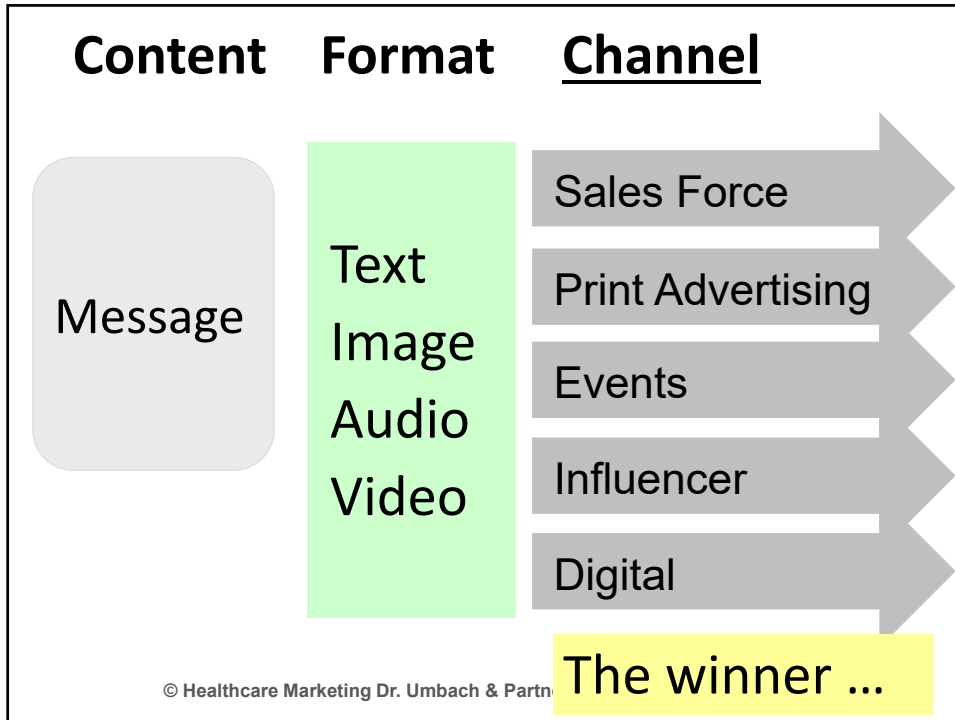 Content Format Channel
Message
Text
Image
Audio
Video
Sales Force
Print Advertising
Events
Influencer
Digital
The winner ...
© Healthcare Marketing Dr. Umbach &